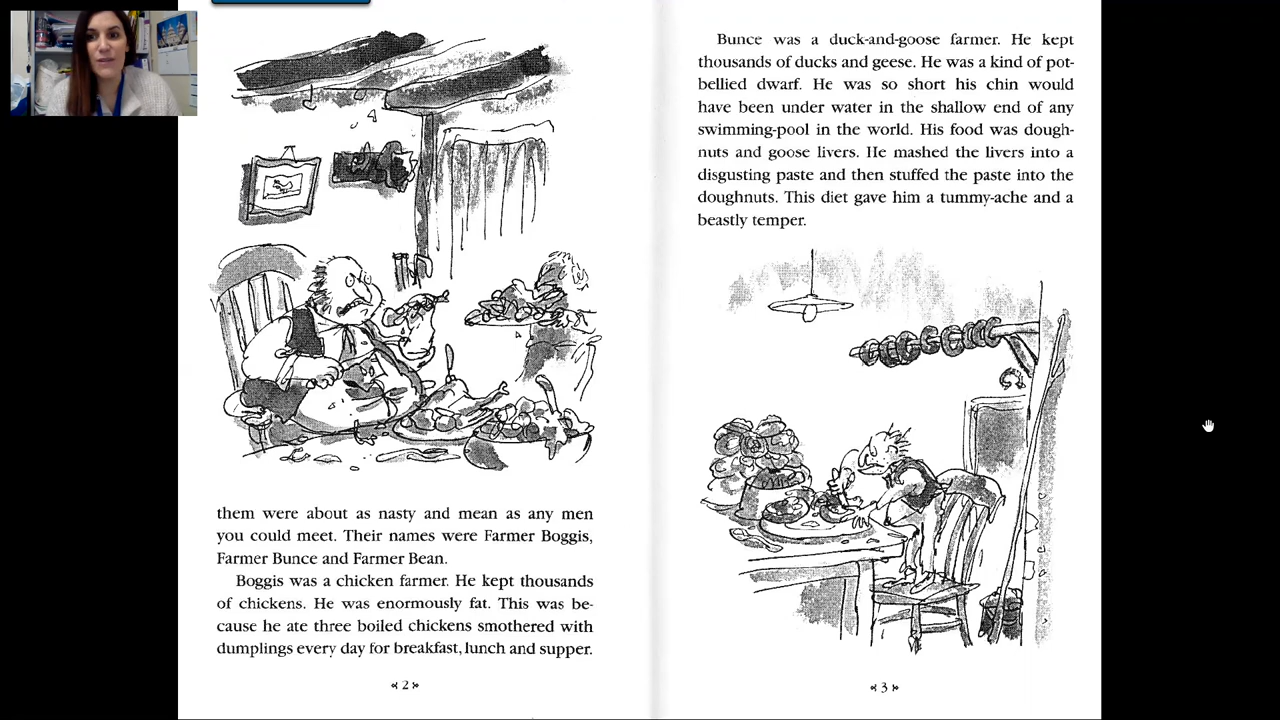 them were about as nasty and mean as any men
you could meet. Their names were Farmer Boggis,
Farmer Bunce and Farmer Bean.
Boggis was a chicken farmer. He kept thousands
of chickens. He was enormously fat. This was be-
cause he ate three boiled chickens smothered with
dumplings every day for breakfast, lunch and supper.
2
Bunce was a duck-and-goose farmer. He kept
thousands of ducks and geese. He was a kind of pot-
bellied dwarf. He was so short his chin would
have been under water in the shallow end of any
swimming-pool in the world. His food was dough-
nuts and goose livers. He mashed the livers into a
disgusting paste and then stuffed the paste into the
doughnuts. This diet gave him a tummy-ache and a
beastly temper.
3